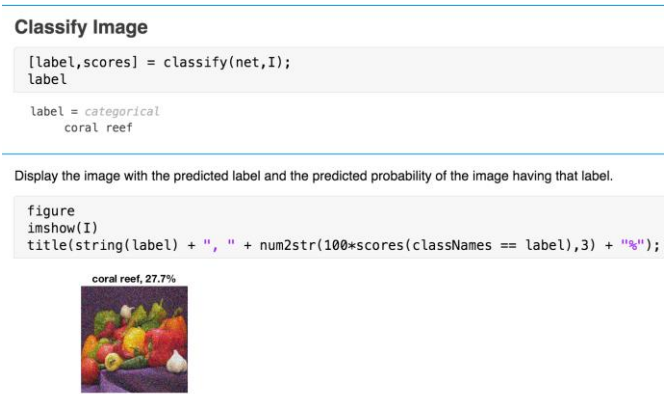 Classify Image
[label,scores] = classify(net,I);
label
label = categorical
coral reef
Display the image with the predicted label and the predicted probability of the image having that label.
figure
imshow(I)
title(string(label) + ", " + num2str(100*scores(classNames == label),3) + "%");
coral reef, 27.7%